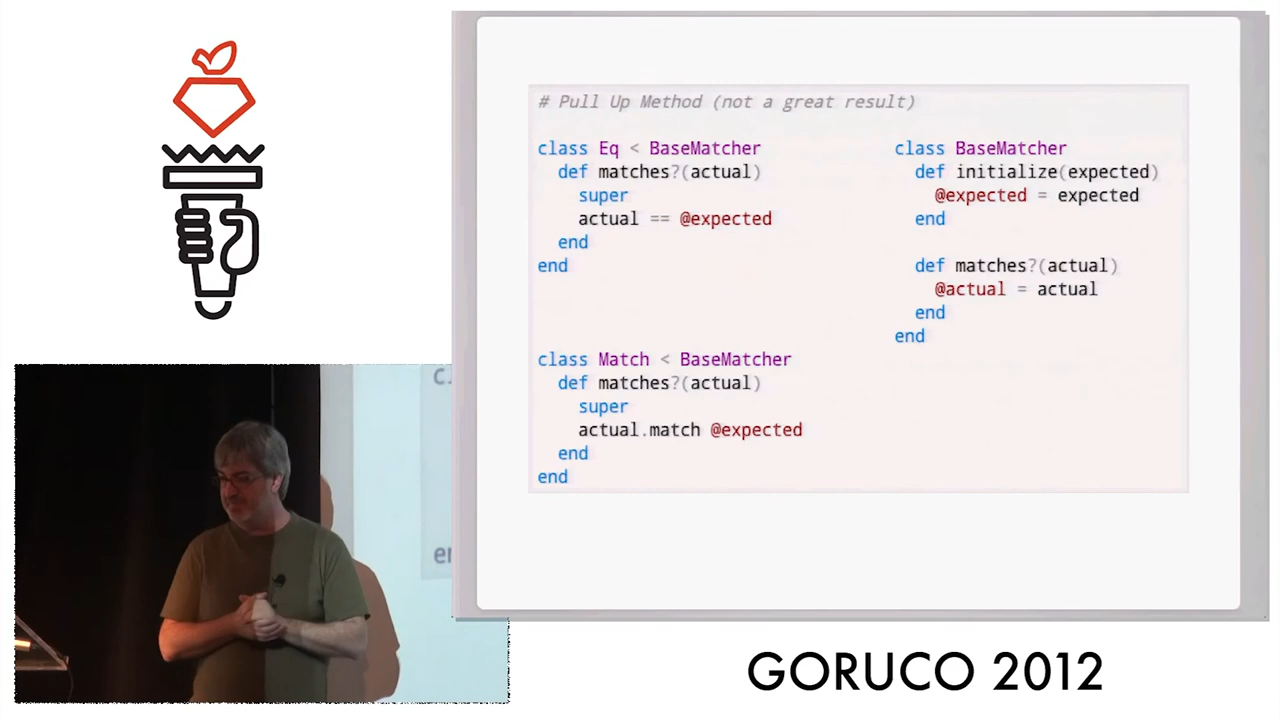 # Pull Up Method (not a great result)
class Eq < BaseMatcher
  def matches?(actual)
    super
    actual == @expected
  end
end
class Match < BaseMatcher
  def matches?(actual)
    super
    actual.match @expected
  end
end
class BaseMatcher
  def initialize(expected)
    @expected = expected
  end
  def matches?(actual)
    @actual = actual
  end
end
GORUCO 2012